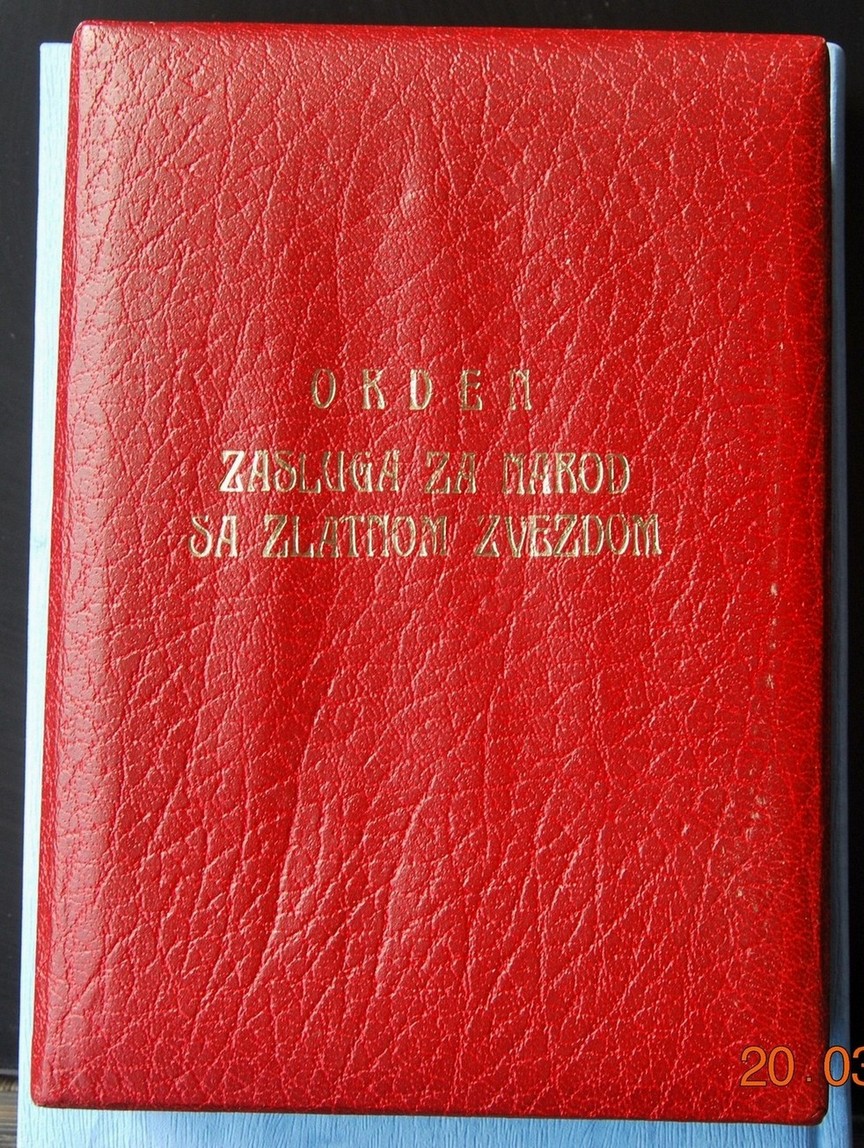 ORDEN
ZASLUGA ZA NAROD
SA ZLATNOM ZVEZDOM
20.03